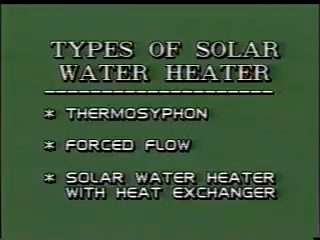 TYPES OF SOLAR
WATER HEATER
* THERMOSYPHON
* FORCED FLOW
* SOLAR WATER HEATER
WITH HEAT EXCHANGER